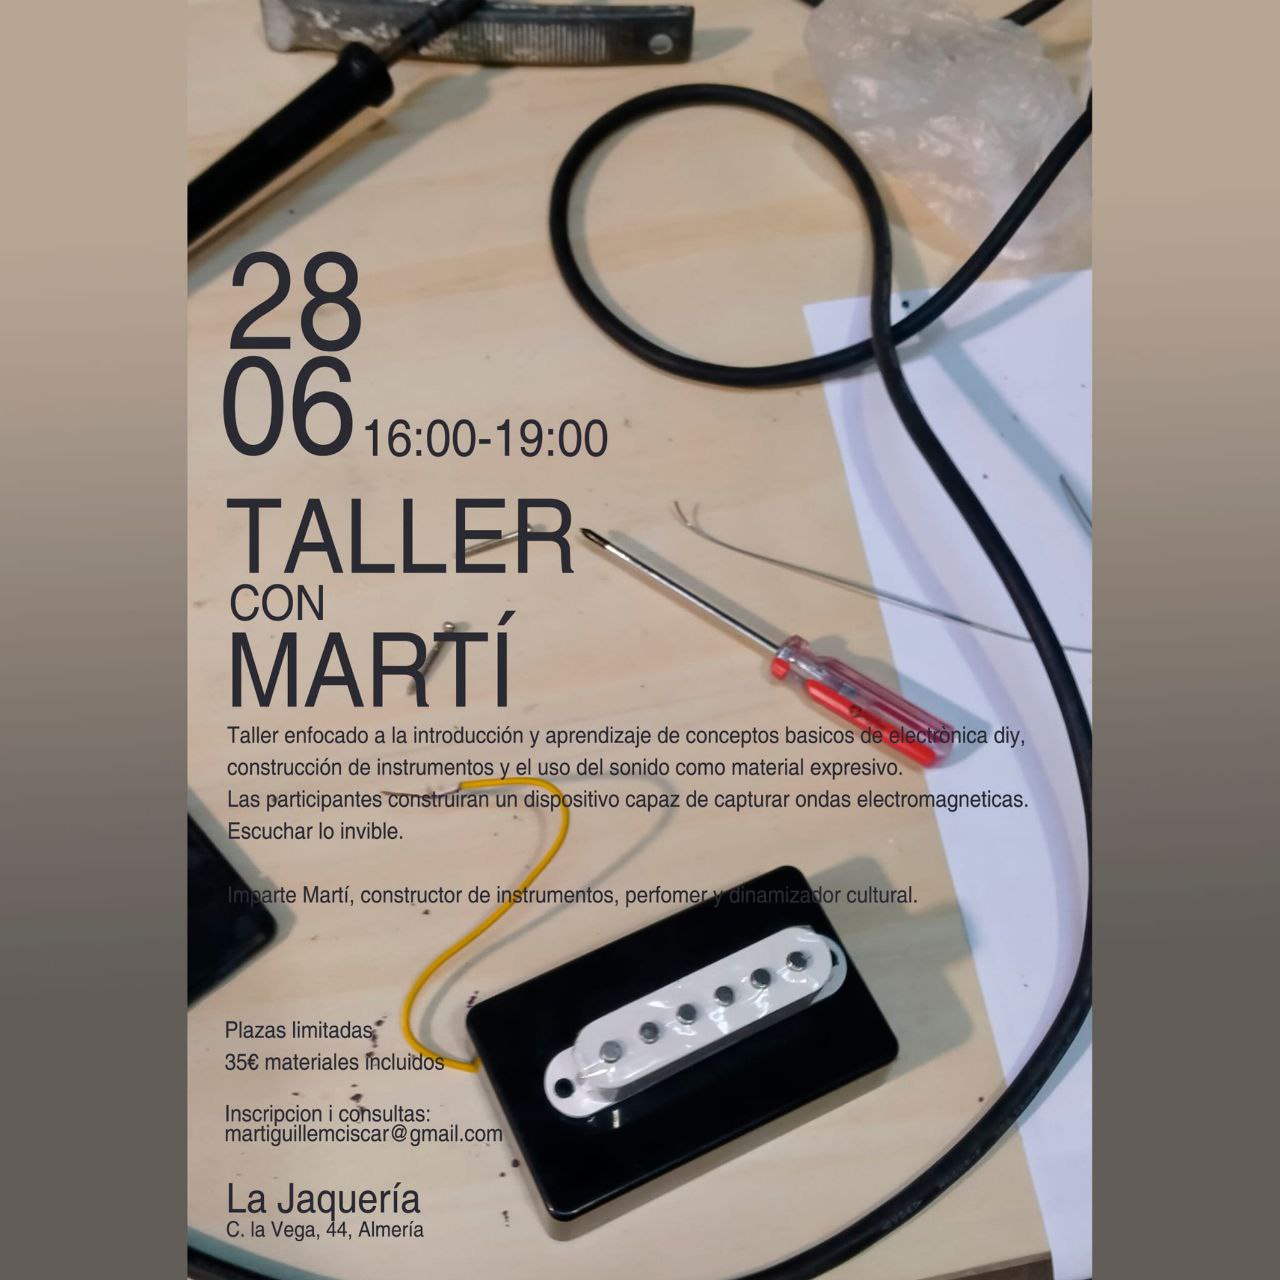 28
06 16:00-19:00
TALLER
CON
MARTÍ
Taller enfocado a la introducción y aprendizaje de conceptos basicos de electrònica diy,
construcción de instrumentos y el uso del sonido como material expresivo.
Las participantes construiran un dispositivo capaz de capturar ondas electromagneticas.
Escuchar lo invible.
Imparte Martí, constructor de instrumentos, perfomer y dinamizador cultural.
Plazas limitadas
35€ materiales incluidos
Inscripcion i consultas:
martiguillemciscar@gmail.com
La Jaquería
C. la Vega, 44, Almería